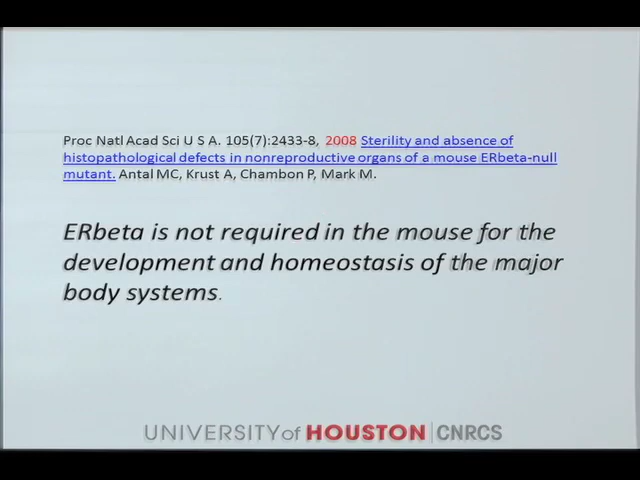 Proc Natl Acad Sci U S A. 105(7):2433-8, 2008 Sterility and absence of
histopathological defects in nonreproductive organs of a mouse ERbeta-null
mutant. Antal MC, Krust A, Chambon P, Mark M.
ERbeta is not required in the mouse for the
development and homeostasis of the major
body systems.
UNIVERSITY of HOUSTON | CNRCS